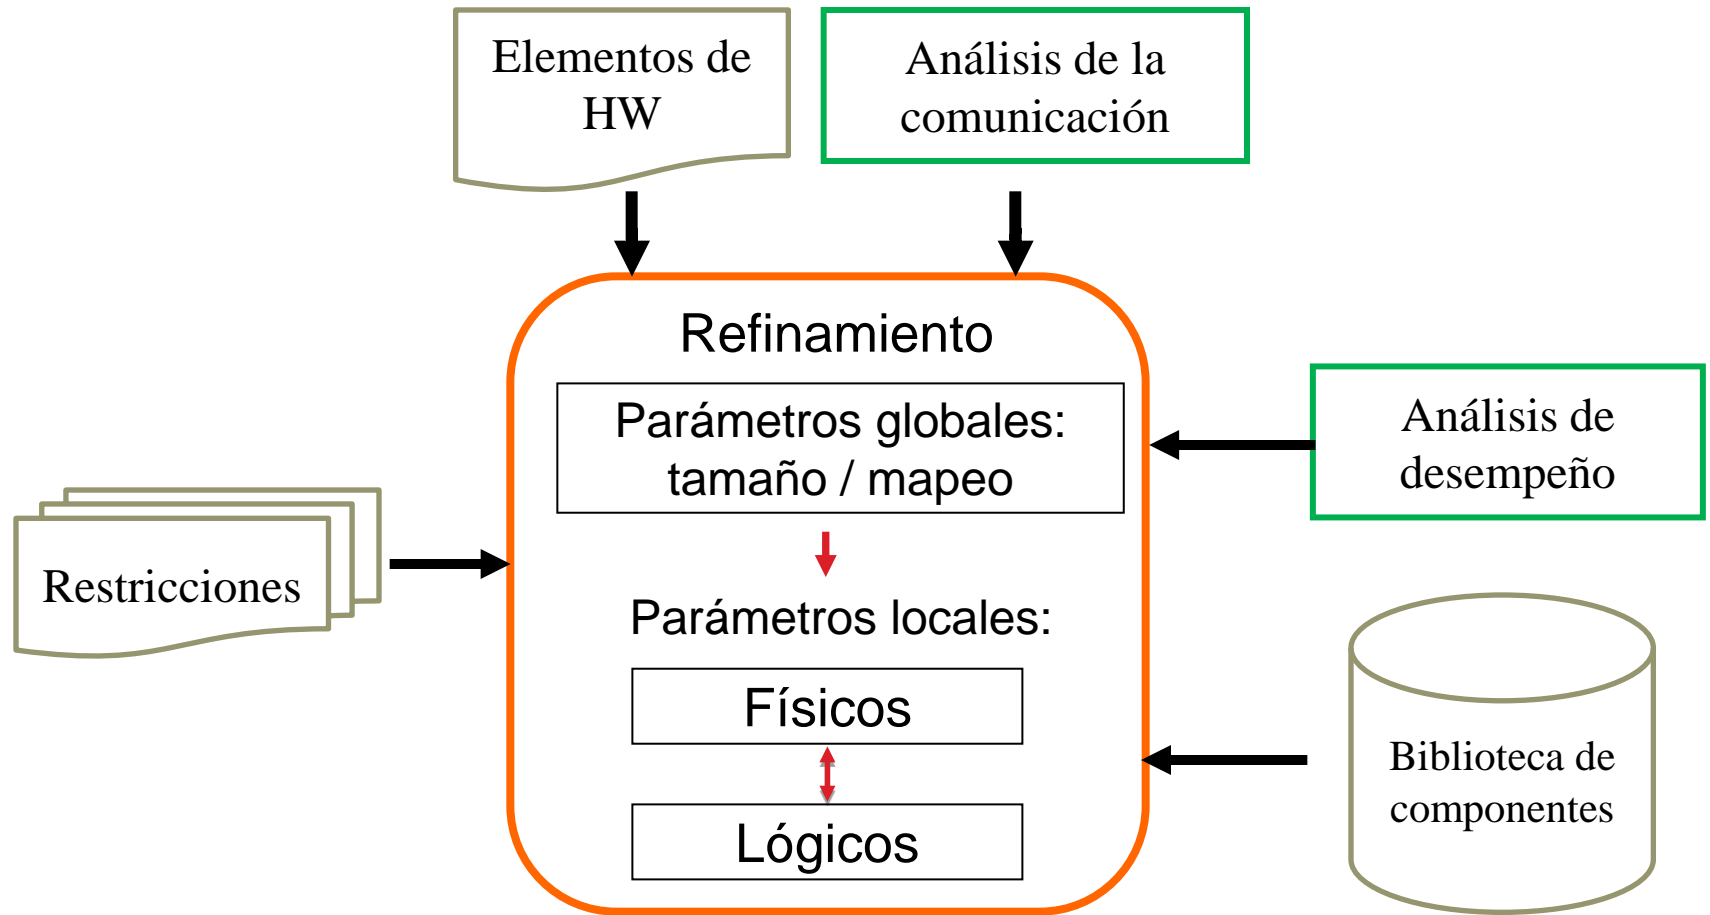 Elementos de
HW
Análisis de la
comunicación
Refinamiento
Parámetros globales:
tamaño / mapeo
Análisis de
desempeño
Restricciones
Parámetros locales:
Físicos
Lógicos
Biblioteca de
componentes